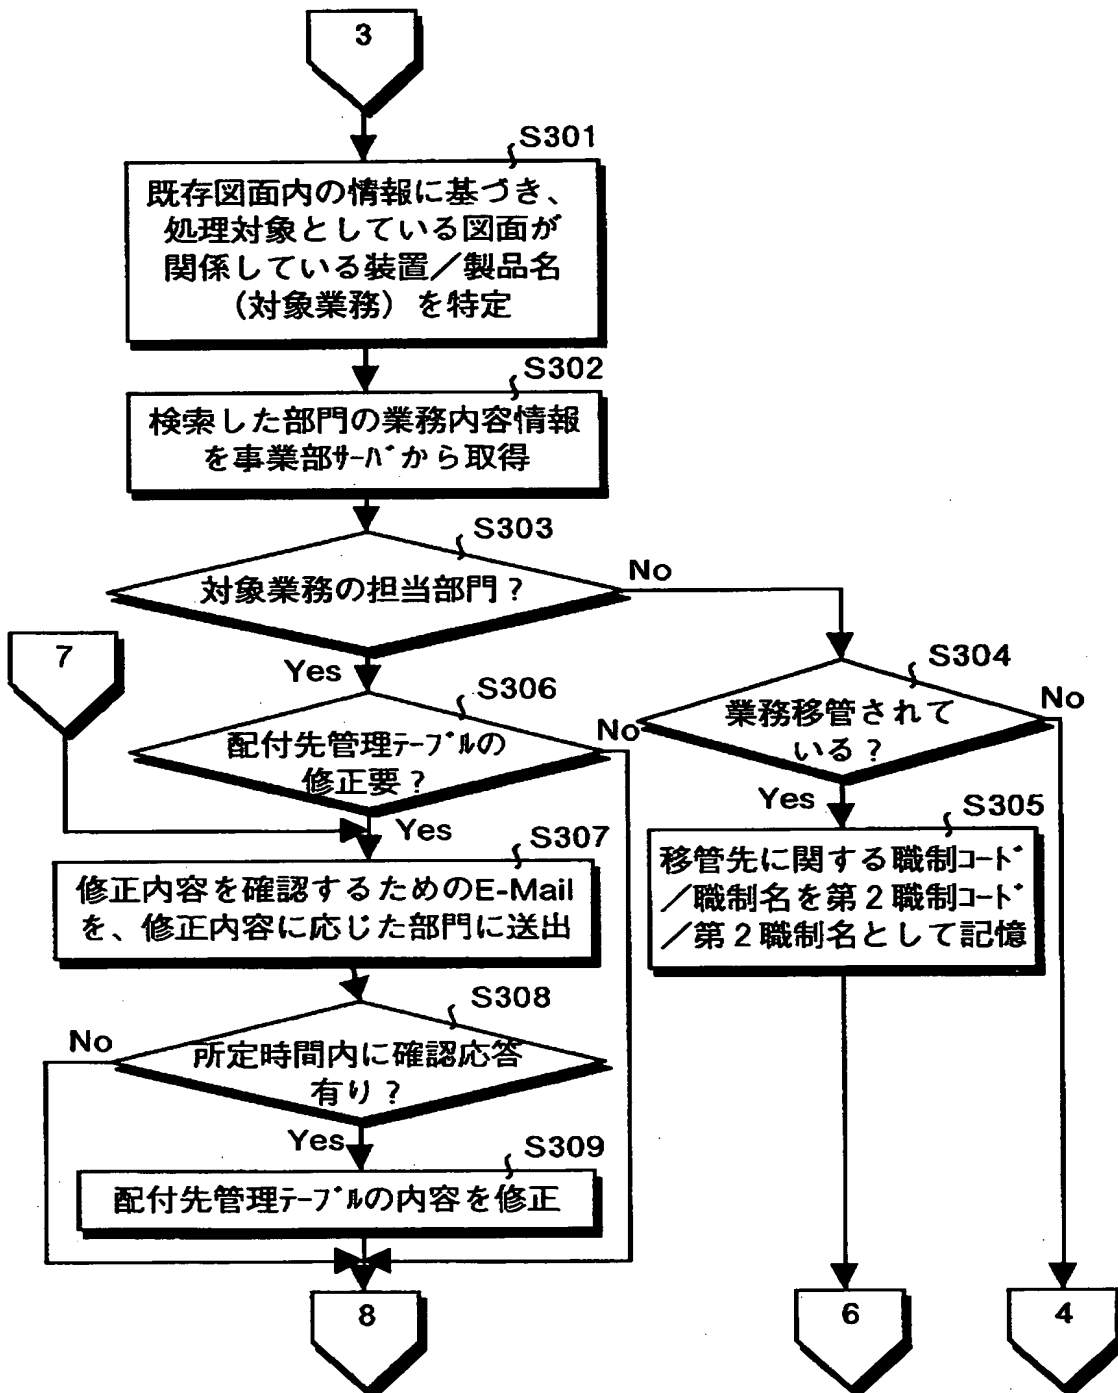 3
S301
既存図面内の情報に基づき、
処理対象としている図面が
関係している装置／製品名
（対象業務）を特定
S302
検索した部門の業務内容情報
を事業部ｻｰﾊﾞから取得
S303
対象業務の担当部門？
No
Yes
7
S304
業務移管されて
いる？
No
Yes
S306
配付先管理ﾃｰﾌﾞﾙの
修正要？
No
Yes
S305
移管先に関する職制ｺｰﾄﾞ
／職制名を第２職制ｺｰﾄﾞ
／第２職制名として記憶
S307
修正内容を確認するためのE-Mail
を、修正内容に応じた部門に送出
S308
所定時間内に確認応答
有り？
No
Yes
S309
配付先管理ﾃｰﾌﾞﾙの内容を修正
8
6
4